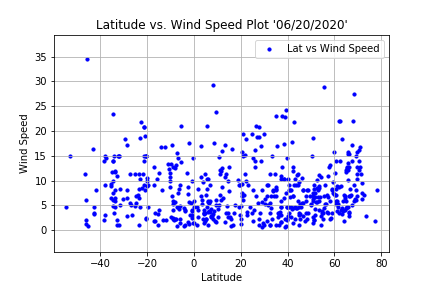 Latitude vs. Wind Speed Plot '06/20/2020'
Lat vs Wind Speed
35
30
25
20
15
10
5
0
Wind Speed
−40 −20 0 20 40 60 80
Latitude